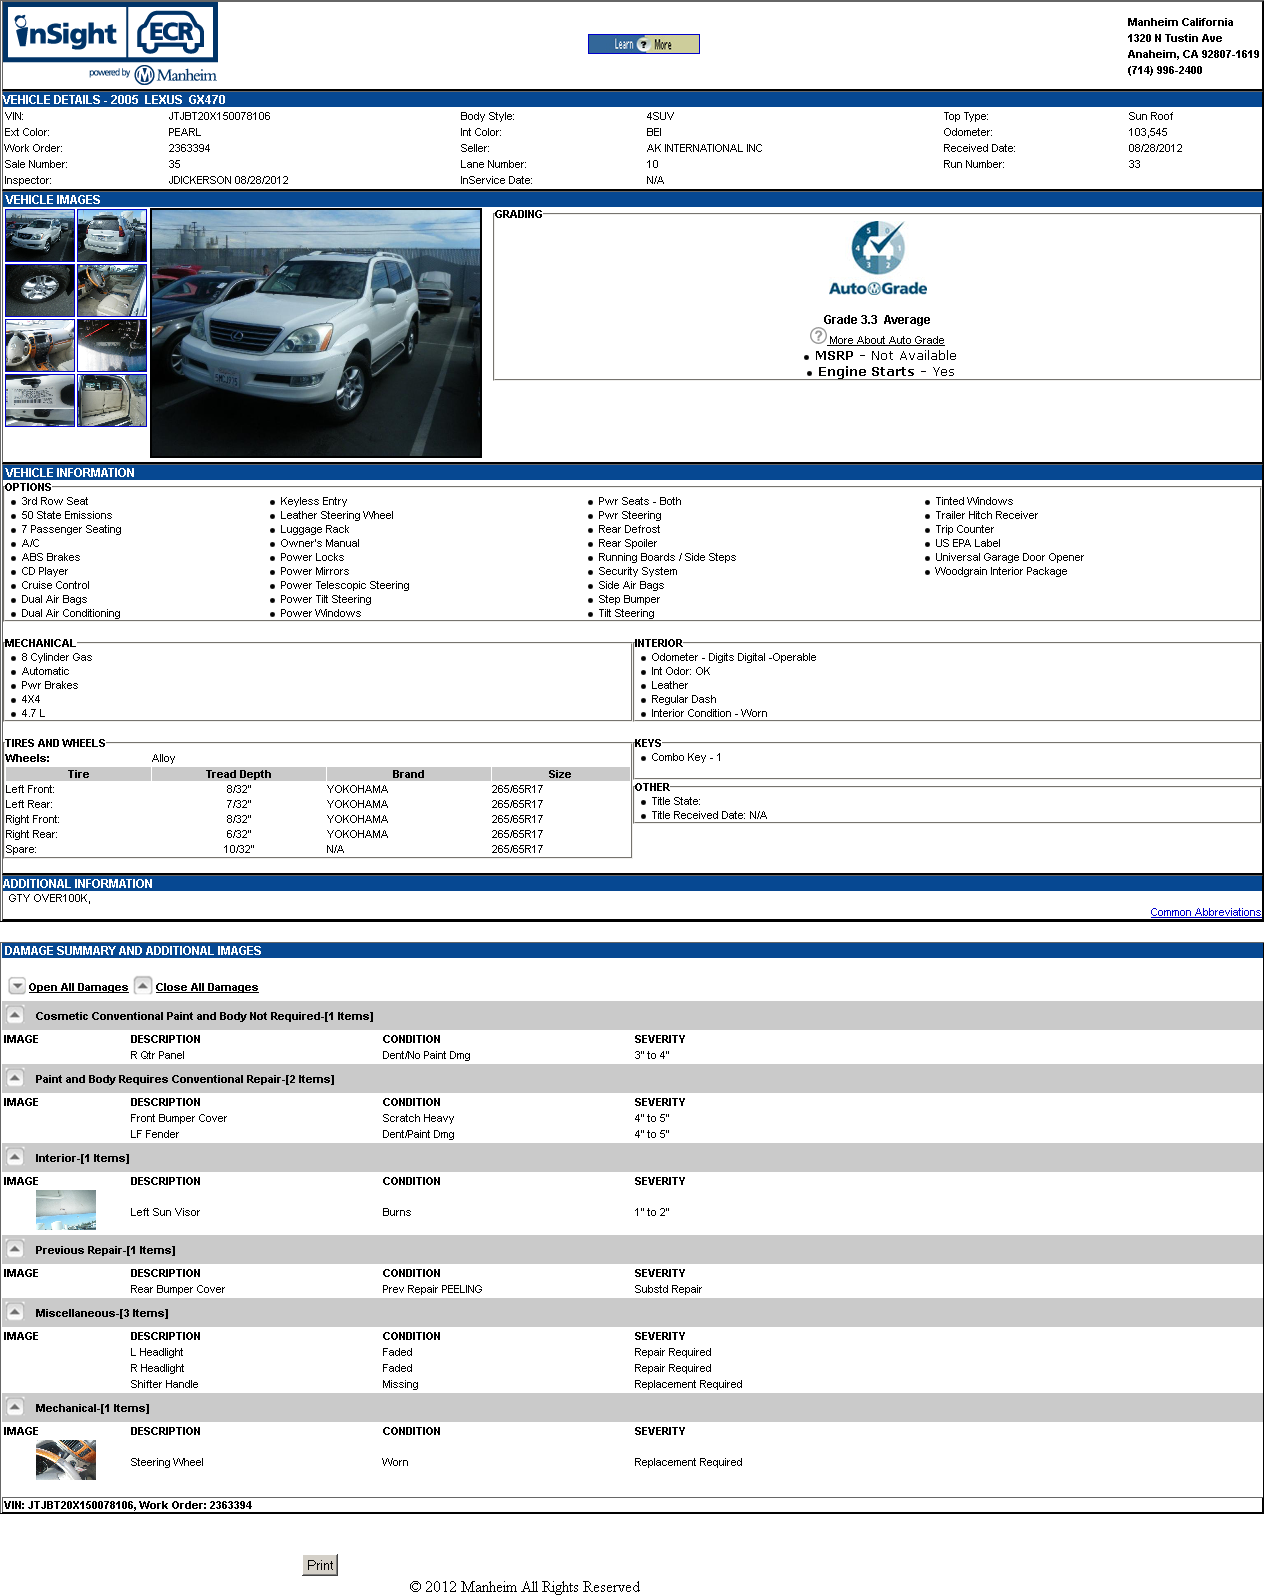 inSight ECR
powered by Manheim
Learn ? More
Manheim California
1320 N Tustin Ave
Anaheim, CA 92807-1619
(714) 996-2400
VEHICLE DETAILS - 2005 LEXUS GX470
VIN: JTJBT20X150078106 Body Style: 4SUV Top Type: Sun Roof
Ext Color: PEARL Int Color: BEI Odometer: 103,545
Work Order: 2363394 Seller: AK INTERNATIONAL INC Received Date: 08/28/2012
Sale Number: 35 Lane Number: 10 Run Number: 33
Inspector: JDICKERSON 08/28/2012 InService Date: N/A
VEHICLE IMAGES
GRADING
5 0 4 1 3 2
AutoGrade
Grade 3.3 Average
? More About Auto Grade
MSRP - Not Available
Engine Starts - Yes
VEHICLE INFORMATION
OPTIONS
3rd Row Seat
50 State Emissions
7 Passenger Seating
A/C
ABS Brakes
CD Player
Cruise Control
Dual Air Bags
Dual Air Conditioning
Keyless Entry
Leather Steering Wheel
Luggage Rack
Owner's Manual
Power Locks
Power Mirrors
Power Telescopic Steering
Power Tilt Steering
Power Windows
Pwr Seats - Both
Pwr Steering
Rear Defrost
Rear Spoiler
Running Boards / Side Steps
Security System
Side Air Bags
Step Bumper
Tilt Steering
Tinted Windows
Trailer Hitch Receiver
Trip Counter
US EPA Label
Universal Garage Door Opener
Woodgrain Interior Package
MECHANICAL
8 Cylinder Gas
Automatic
Pwr Brakes
4X4
4.7 L
INTERIOR
Odometer - Digits Digital -Operable
Int Odor: OK
Leather
Regular Dash
Interior Condition - Worn
TIRES AND WHEELS
Wheels: Alloy
Tire Tread Depth Brand Size
Left Front: 8/32" YOKOHAMA 265/65R17
Left Rear: 7/32" YOKOHAMA 265/65R17
Right Front: 8/32" YOKOHAMA 265/65R17
Right Rear: 6/32" YOKOHAMA 265/65R17
Spare: 10/32" N/A 265/65R17
KEYS
Combo Key - 1
OTHER
Title State:
Title Received Date: N/A
ADDITIONAL INFORMATION
GTY OVER100K,
Common Abbreviations
DAMAGE SUMMARY AND ADDITIONAL IMAGES
Open All Damages Close All Damages
Cosmetic Conventional Paint and Body Not Required-[1 Items]
IMAGE DESCRIPTION CONDITION SEVERITY
R Qtr Panel Dent/No Paint Dmg 3" to 4"
Paint and Body Requires Conventional Repair-[2 Items]
IMAGE DESCRIPTION CONDITION SEVERITY
Front Bumper Cover Scratch Heavy 4" to 5"
LF Fender Dent/Paint Dmg 4" to 5"
Interior-[1 Items]
IMAGE DESCRIPTION CONDITION SEVERITY
Left Sun Visor Burns 1" to 2"
Previous Repair-[1 Items]
IMAGE DESCRIPTION CONDITION SEVERITY
Rear Bumper Cover Prev Repair PEELING Substd Repair
Miscellaneous-[3 Items]
IMAGE DESCRIPTION CONDITION SEVERITY
L Headlight Faded Repair Required
R Headlight Faded Repair Required
Shifter Handle Missing Replacement Required
Mechanical-[1 Items]
IMAGE DESCRIPTION CONDITION SEVERITY
Steering Wheel Worn Replacement Required
VIN: JTJBT20X150078106, Work Order: 2363394
Print
© 2012 Manheim All Rights Reserved